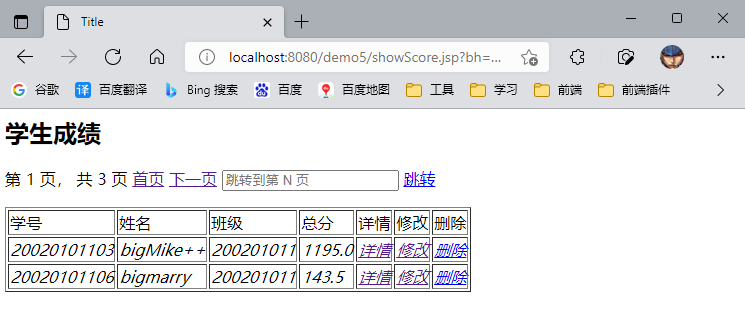 Title
localhost:8080/demo5/showScore.jsp?bh=...
谷歌 百度翻译 Bing 搜索 百度 百度地图 工具 学习 前端 前端插件
学生成绩
第 1 页， 共 3 页 首页 下一页 跳转到第 N 页 跳转
学号 姓名 班级 总分 详情 修改 删除
20020101103 bigMike++ 200201011 1195.0 详情 修改 删除
20020101106 bigmarry 200201011 143.5 详情 修改 删除